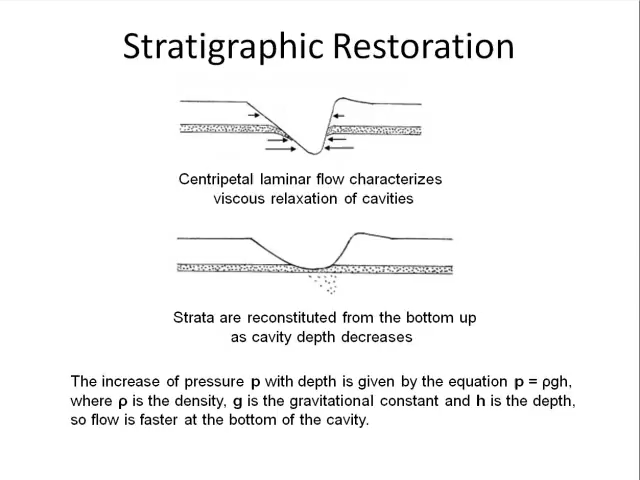 Stratigraphic Restoration
Centripetal laminar flow characterizes
viscous relaxation of cavities
Strata are reconstituted from the bottom up
as cavity depth decreases
The increase of pressure p with depth is given by the equation p = ρgh,
where ρ is the density, g is the gravitational constant and h is the depth,
so flow is faster at the bottom of the cavity.